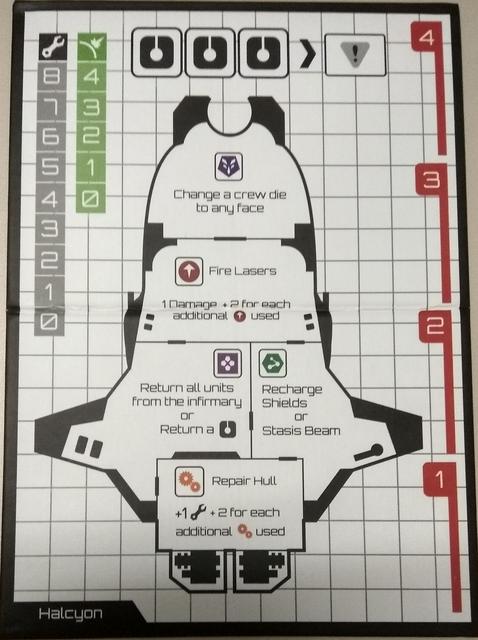 8
7
6
5
4
3
2
1
0
4
3
2
1
0
!
4
3
2
1
Change a crew die
to any face
Fire Lasers
1 Damage + 2 for each
additional used
Return all units
from the infirmary
or
Return a
Recharge
Shields
or
Stasis Beam
Repair Hull
+1 + 2 for each
additional used
Halcyon